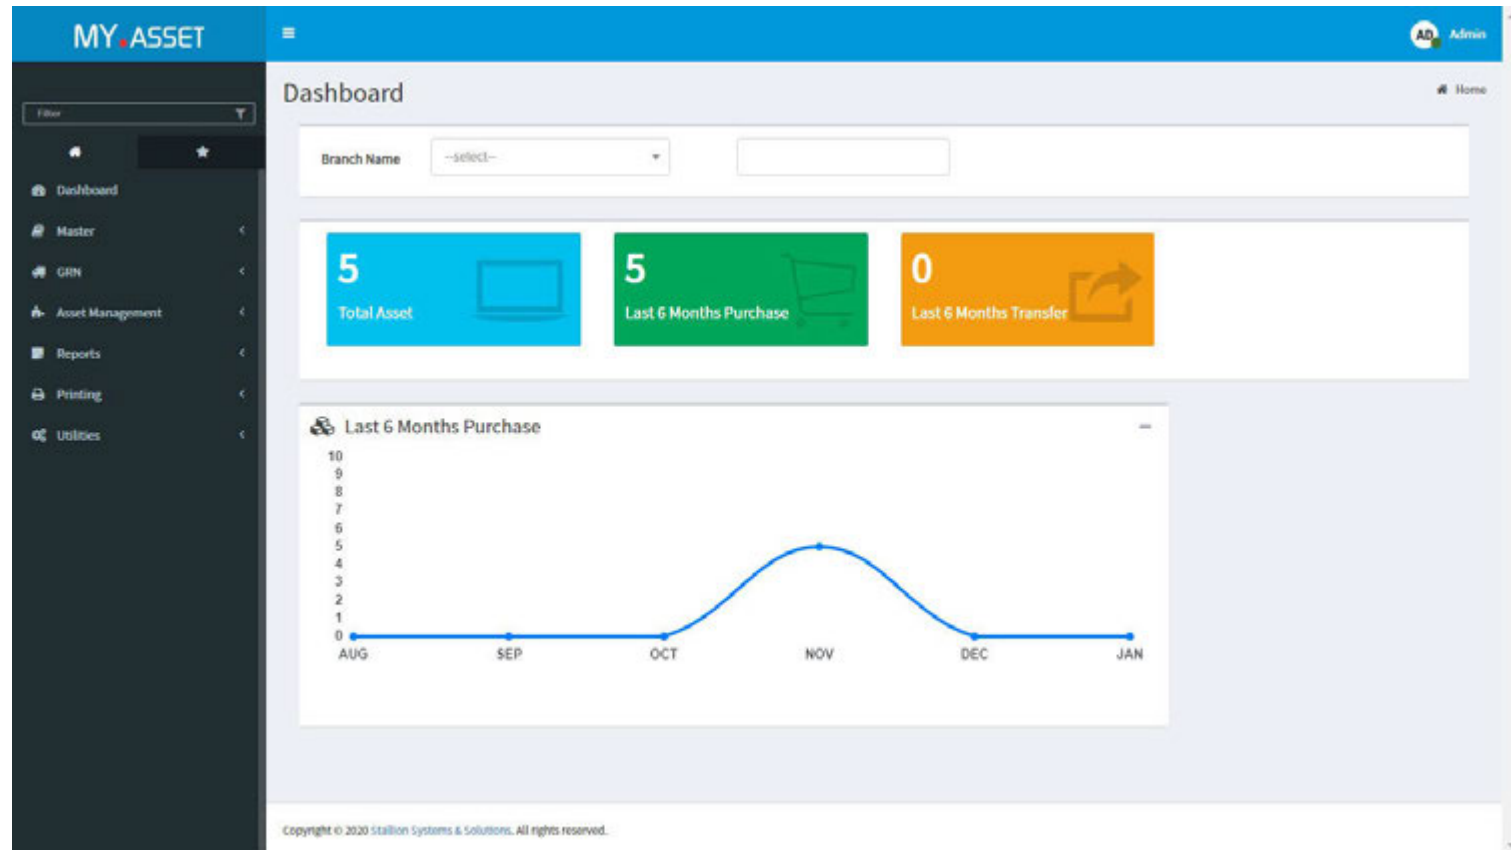 MY.ASSET
AD Admin
Dashboard
Home
Filter
Branch Name --select--
Dashboard
Master
GRN
Asset Management
Reports
Printing
Utilities
5
Total Asset
5
Last 6 Months Purchase
0
Last 6 Months Transfer
Last 6 Months Purchase
10
9
8
7
6
5
4
3
2
1
0
AUG SEP OCT NOV DEC JAN
Copyright © 2020 Stallion Systems & Solutions. All rights reserved.